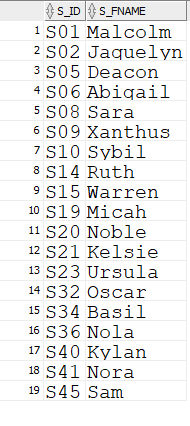 S_ID S_FNAME
1 S01 Malcolm
2 S02 Jaquelyn
3 S05 Deacon
4 S06 Abigail
5 S08 Sara
6 S09 Xanthus
7 S10 Sybil
8 S14 Ruth
9 S15 Warren
10 S19 Micah
11 S20 Noble
12 S21 Kelsie
13 S23 Ursula
14 S32 Oscar
15 S34 Basil
16 S36 Nola
17 S40 Kylan
18 S41 Nora
19 S45 Sam